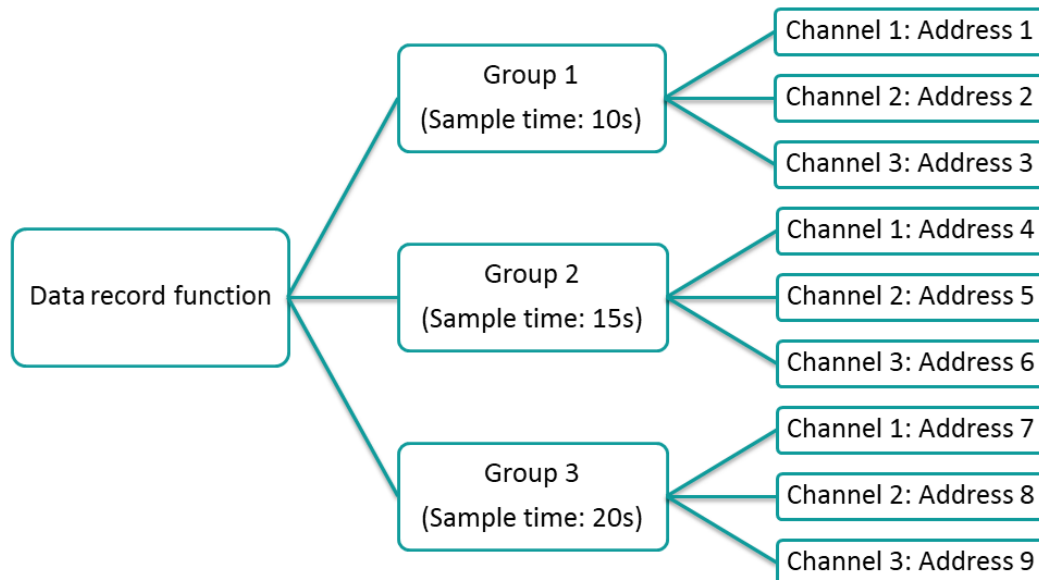 Data record function
Group 1
(Sample time: 10s)
Channel 1: Address 1
Channel 2: Address 2
Channel 3: Address 3
Group 2
(Sample time: 15s)
Channel 1: Address 4
Channel 2: Address 5
Channel 3: Address 6
Group 3
(Sample time: 20s)
Channel 1: Address 7
Channel 2: Address 8
Channel 3: Address 9